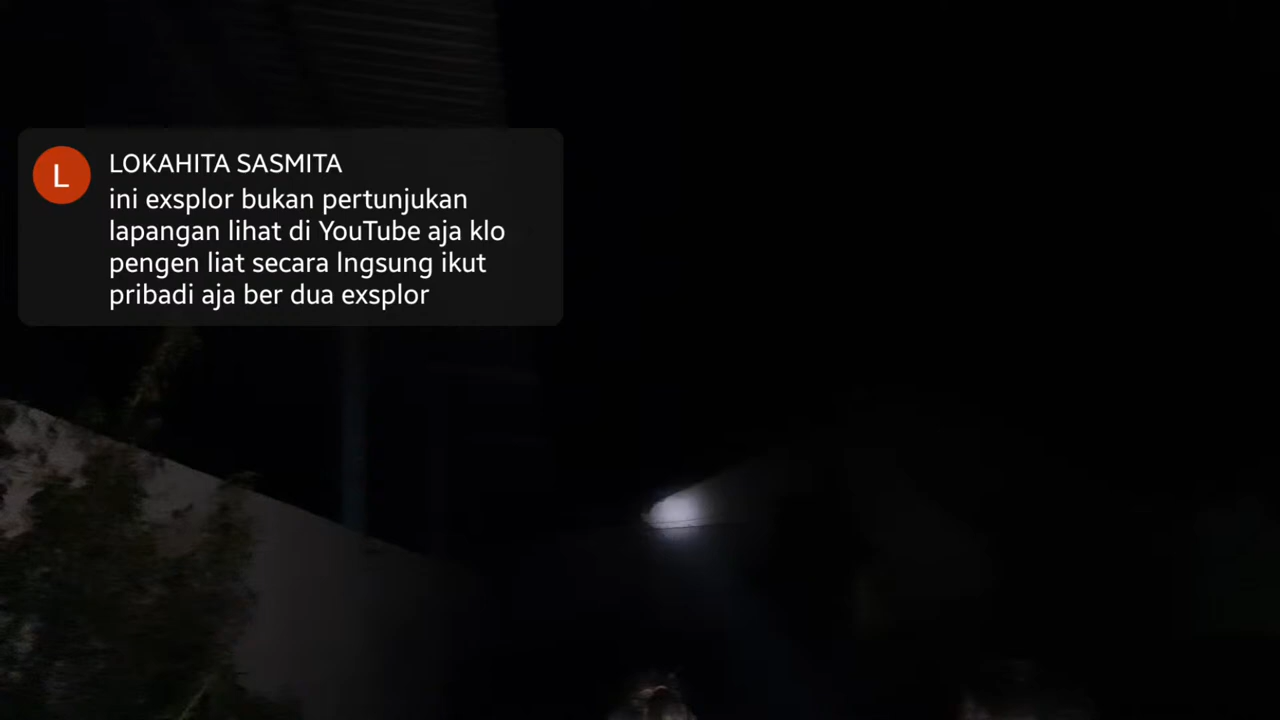 L
LOKAHITA SASMITA
ini exsplor bukan pertunjukan
lapangan lihat di YouTube aja klo
pengen liat secara lngsung ikut
pribadi aja ber dua exsplor